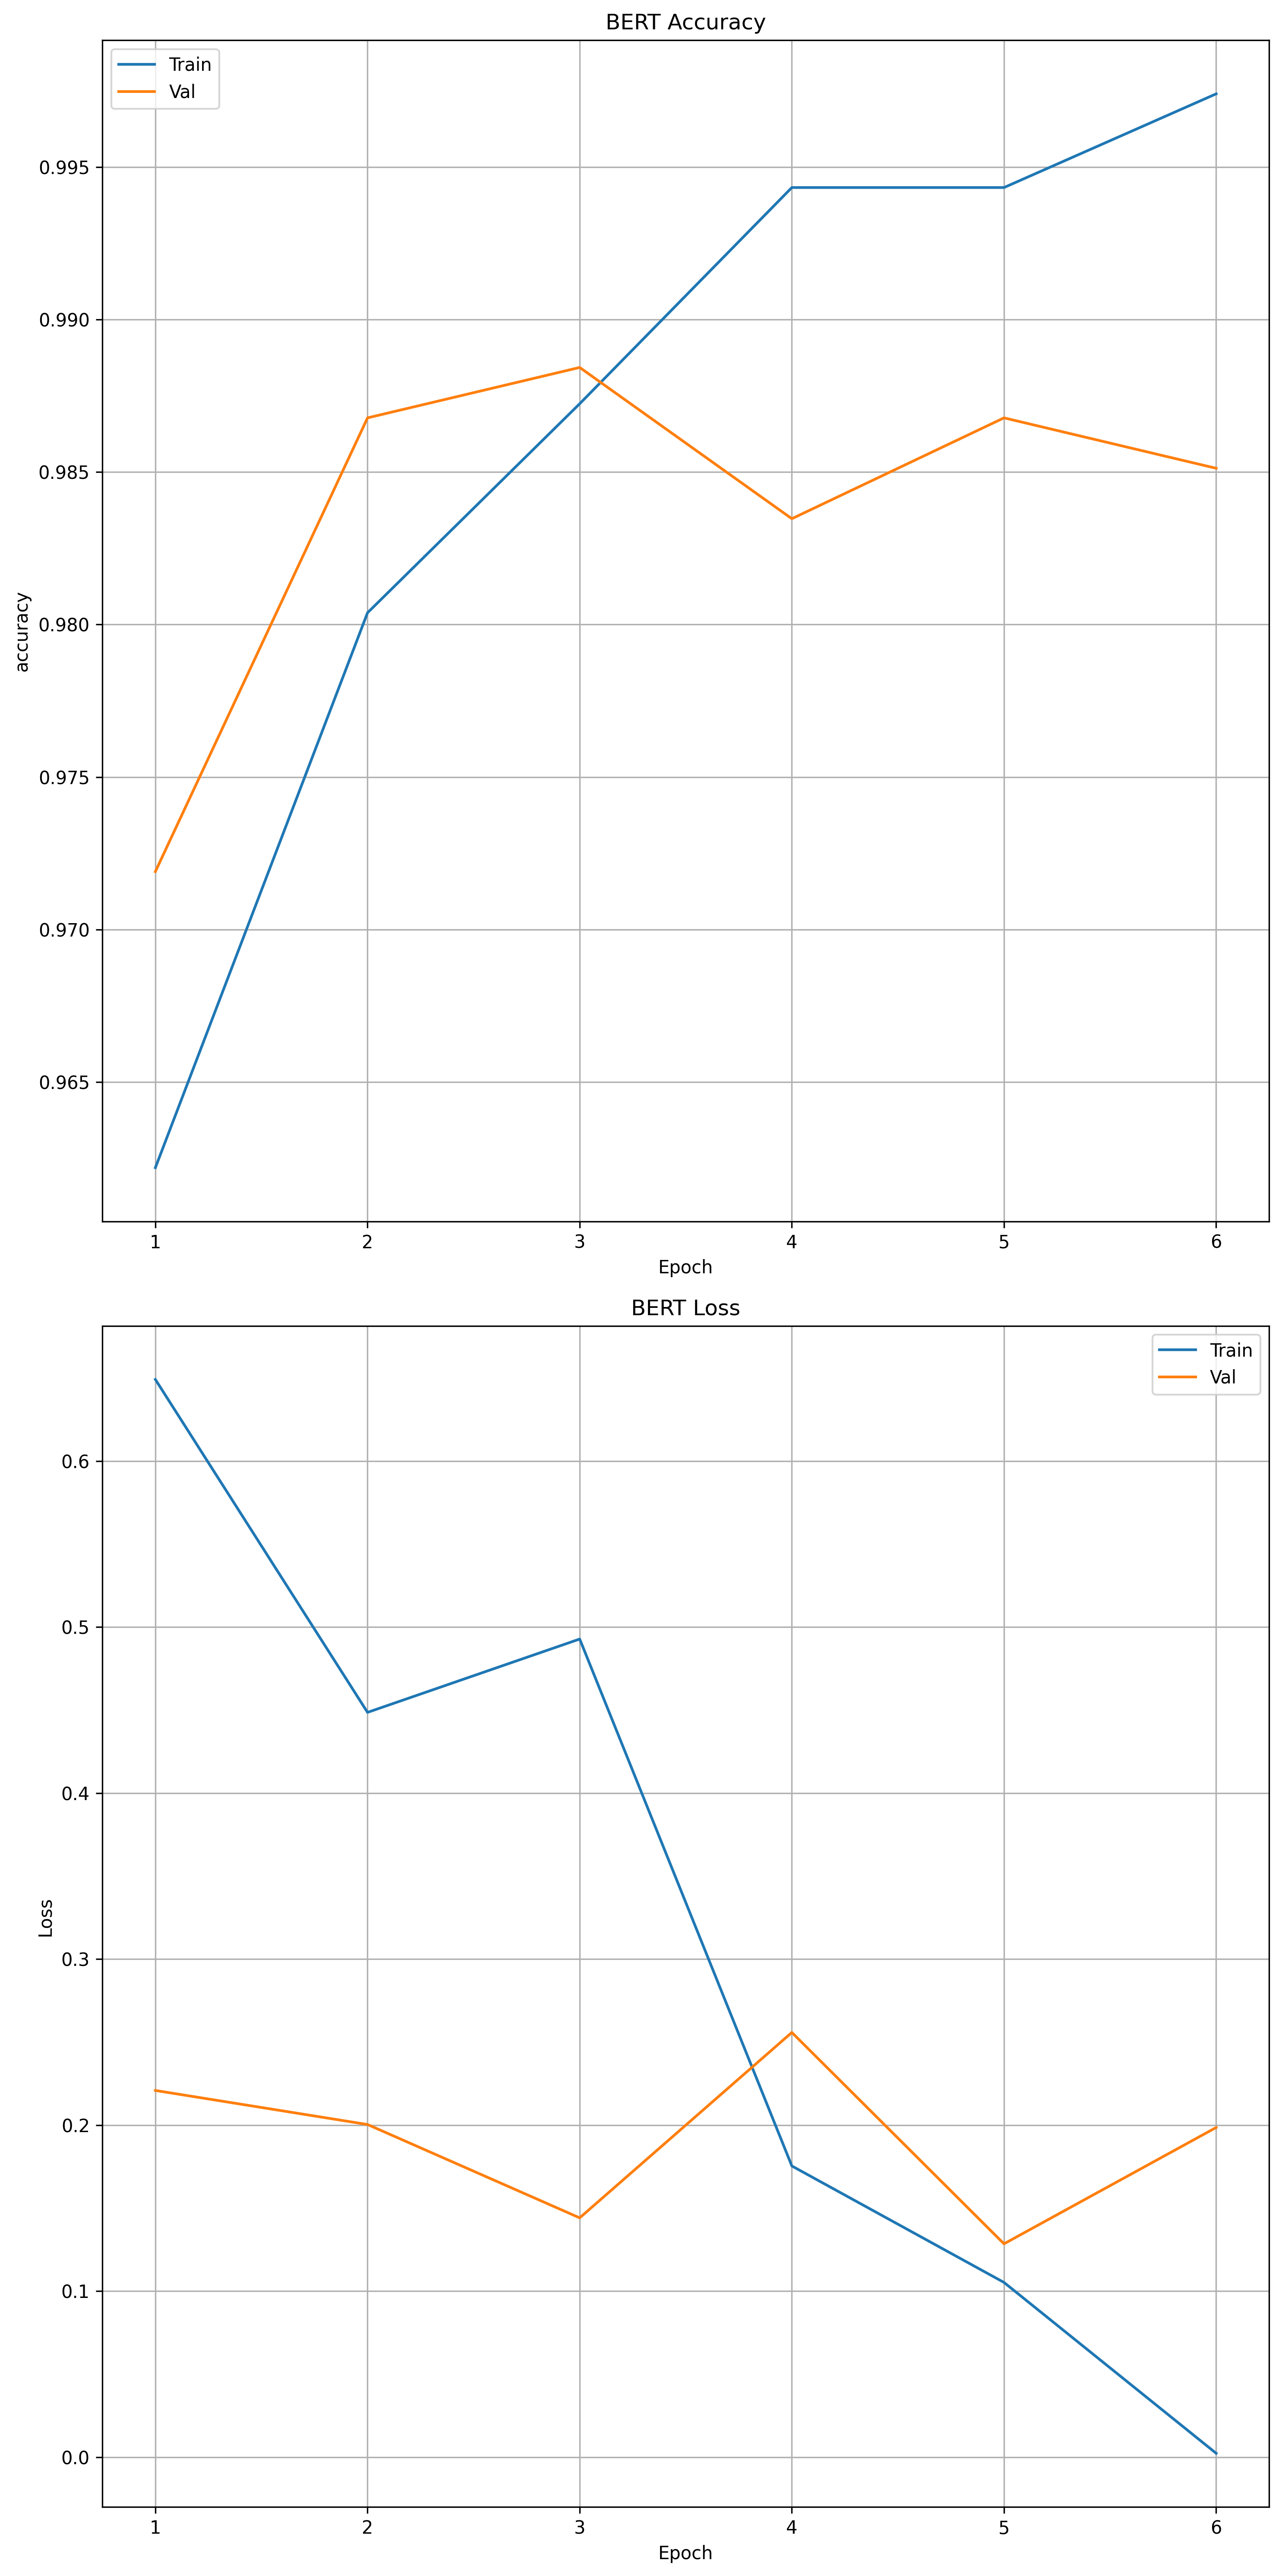 BERT Accuracy
Train
Val
0.995
0.990
0.985
0.980
0.975
0.970
0.965
accuracy
1 2 3 4 5 6
Epoch
BERT Loss
Train
Val
0.6
0.5
0.4
0.3
0.2
0.1
0.0
Loss
1 2 3 4 5 6
Epoch